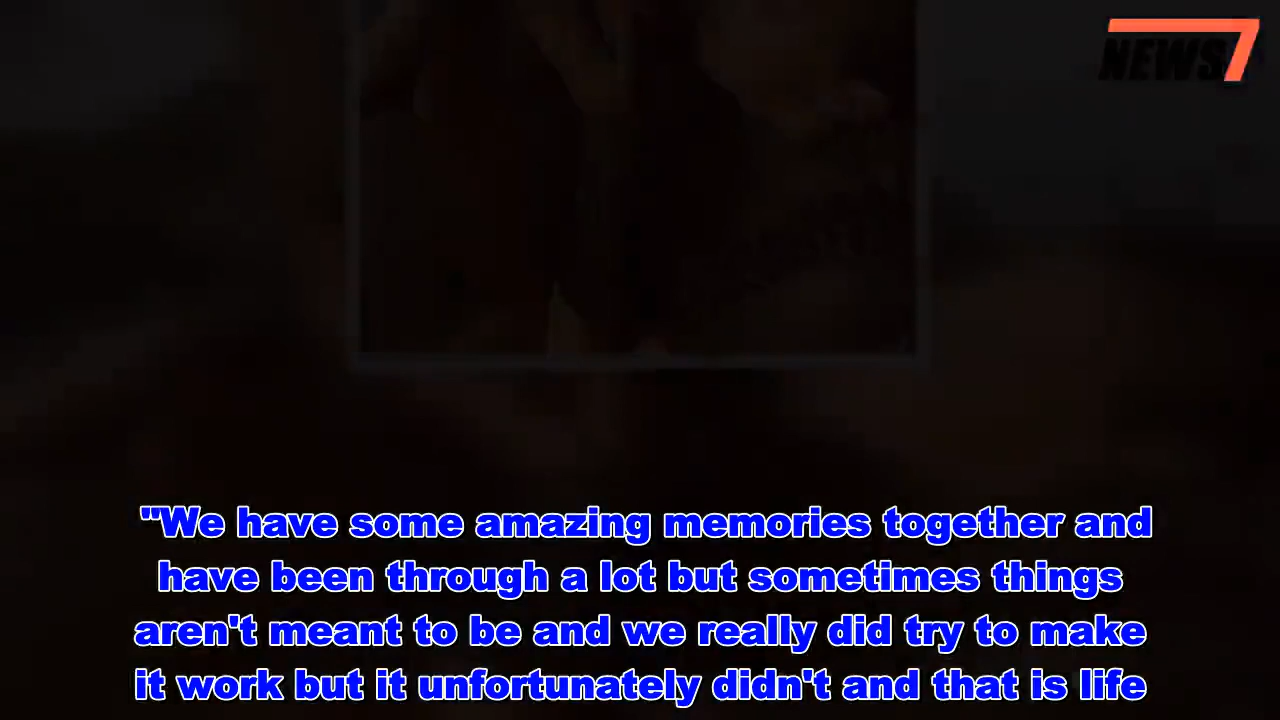 NEWS7
"We have some amazing memories together and
have been through a lot but sometimes things
aren't meant to be and we really did try to make
it work but it unfortunately didn't and that is life